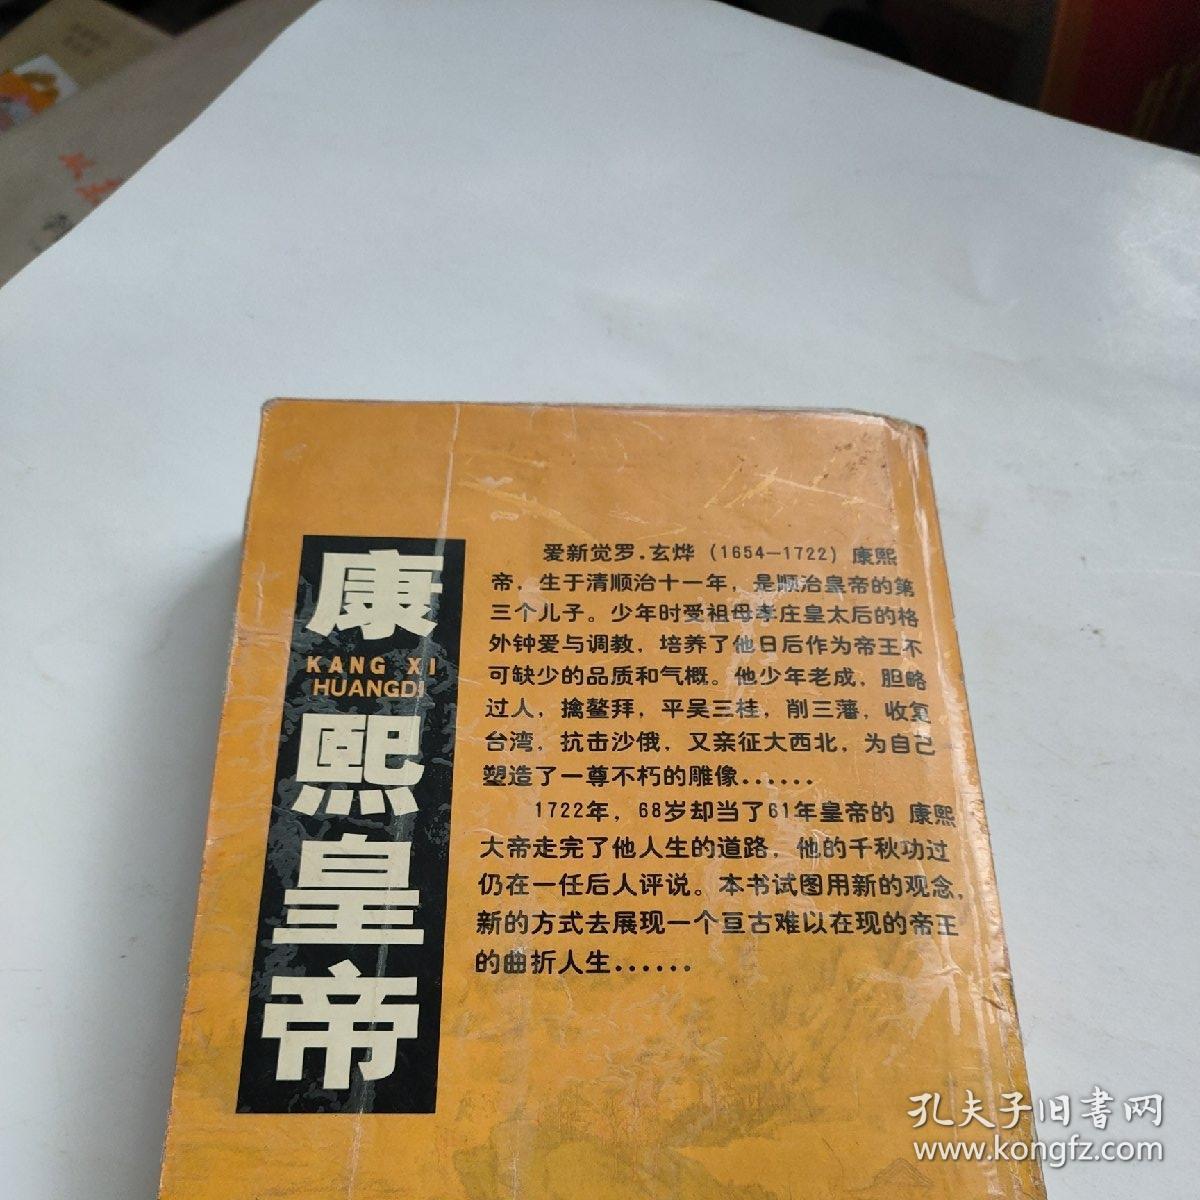 康
KANG XI
HUANGDI
熙
皇
帝
爱新觉罗.玄烨 (1654—1722) 康熙
帝，生于清顺治十一年，是顺治皇帝的第
三个儿子。少年时受祖母李庄皇太后的格
外钟爱与调教，培养了他日后作为帝王不
可缺少的品质和气概。他少年老成，胆略
过人，擒鳌拜，平吴三桂，削三藩，收复
台湾，抗击沙俄，又亲征大西北，为自己
塑造了一尊不朽的雕像......
1722年，68岁却当了61年皇帝的 康熙
大帝走完了他人生的道路，他的千秋功过
仍在一任后人评说。本书试图用新的观念，
新的方式去展现一个亘古难以在现的帝王
的曲折人生......
孔夫子旧書网
www.kongfz.com